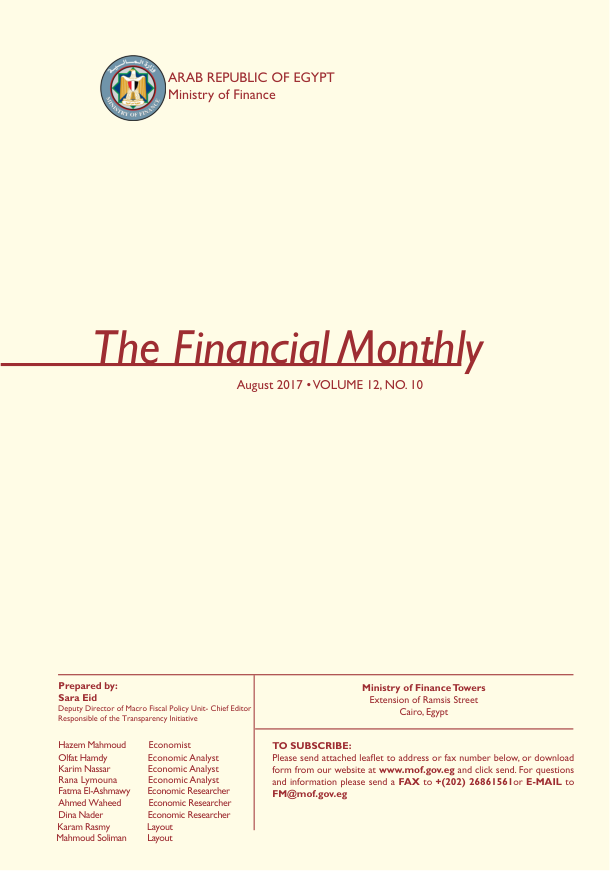 ARAB REPUBLIC OF EGYPT
Ministry of Finance
MINISTRY OF FINANCE
The Financial Monthly
August 2017 • VOLUME 12, NO. 10
Prepared by:
Sara Eid
Deputy Director of Macro Fiscal Policy Unit- Chief Editor
Responsible of the Transparency Initiative
Hazem Mahmoud Economist
Olfat Hamdy Economic Analyst
Karim Nassar Economic Analyst
Rana Lymouna Economic Analyst
Fatma El-Ashmawy Economic Researcher
Ahmed Waheed Economic Researcher
Dina Nader Economic Researcher
Karam Rasmy Layout
Mahmoud Soliman Layout
Ministry of Finance Towers
Extension of Ramsis Street
Cairo, Egypt
TO SUBSCRIBE:
Please send attached leaflet to address or fax number below, or download
form from our website at www.mof.gov.eg and click send. For questions
and information please send a FAX to +(202) 26861561or E-MAIL to
FM@mof.gov.eg